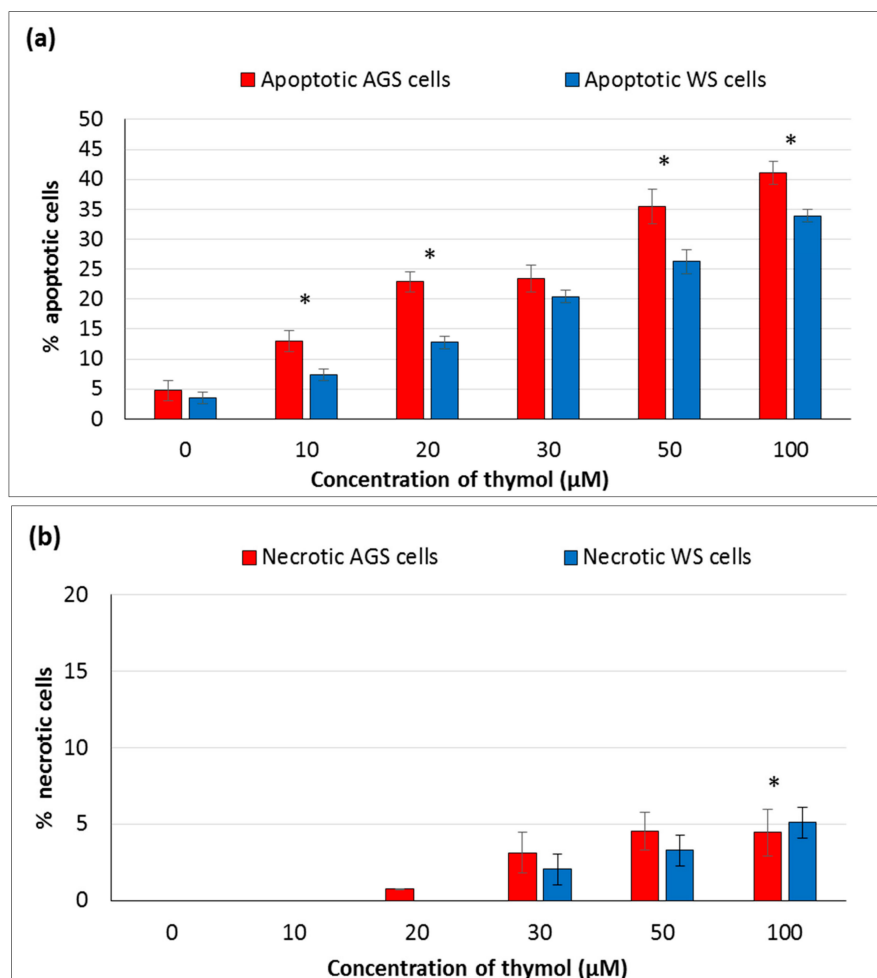 (a)
Apoptotic AGS cells Apoptotic WS cells
50
45
40
35
30
25
20
15
10
5
0
% apoptotic cells
* * * *
0 10 20 30 50 100
Concentration of thymol (µM)
(b)
Necrotic AGS cells Necrotic WS cells
20
15
10
5
0
% necrotic cells
*
0 10 20 30 50 100
Concentration of thymol (µM)